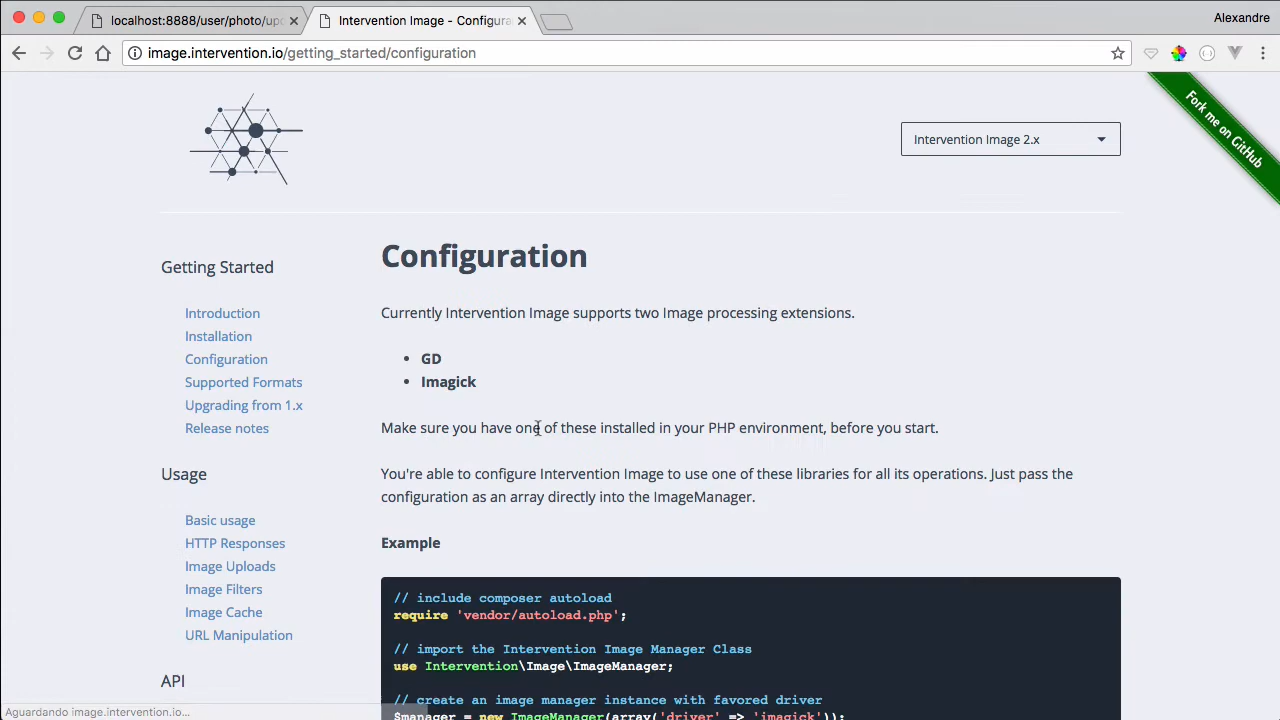 localhost:8888/user/photo/up
Intervention Image - Configura
Alexandre
image.intervention.io/getting_started/configuration
Fork me on GitHub
Intervention Image 2.x
Configuration
Getting Started
Introduction
Installation
Configuration
Supported Formats
Upgrading from 1.x
Release notes
Usage
Basic usage
HTTP Responses
Image Uploads
Image Filters
Image Cache
URL Manipulation
API
Currently Intervention Image supports two Image processing extensions.
• GD
• Imagick
Make sure you have one of these installed in your PHP environment, before you start.
You're able to configure Intervention Image to use one of these libraries for all its operations. Just pass the
configuration as an array directly into the ImageManager.
Example
// include composer autoload
require 'vendor/autoload.php';
// import the Intervention Image Manager Class
use Intervention\Image\ImageManager;
// create an image manager instance with favored driver
$manager = new ImageManager(array('driver' => 'imagick'));
Aguardando image.intervention.io...